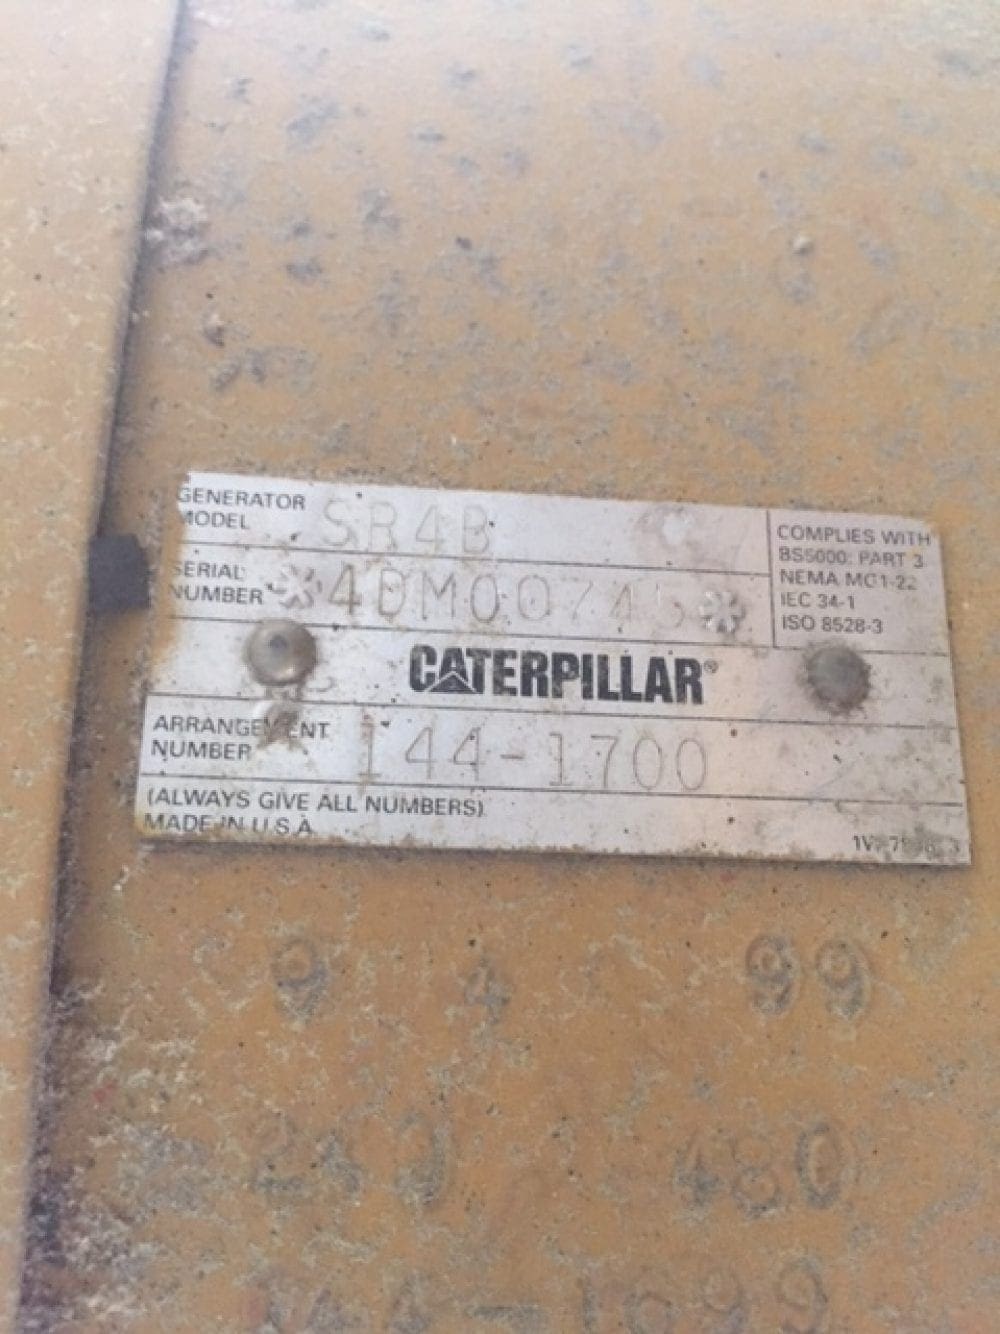 GENERATOR
MODEL SR4B
SERIAL
NUMBER *4DM00745*
COMPLIES WITH
BS5000: PART 3
NEMA MG1-22
IEC 34-1
ISO 8528-3
CATERPILLAR®
ARRANGEMENT
NUMBER 144-1700
(ALWAYS GIVE ALL NUMBERS)
MADE IN U.S.A
9 4 99
480